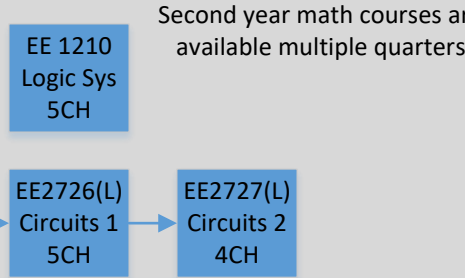 Second year math courses
available multiple quarters
EE 1210
Logic Sys
5CH
EE2726(L)
Circuits 1
5CH
EE2727(L)
Circuits 2
4CH